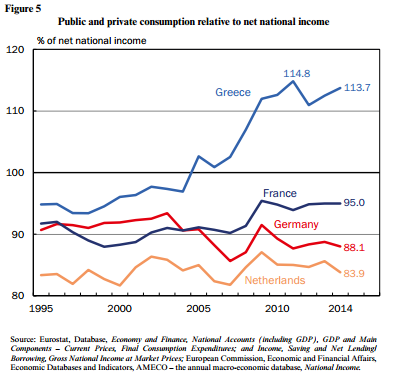 Figure 5
Public and private consumption relative to net national income
% of net national income
120
114.8
Greece
113.7
110
100
France
95.0
Germany
90
88.1
Netherlands
83.9
80
1995
2000
2005
2010
2014
Source: Eurostat, Database, Economy and Finance, National Accounts (including GDP), GDP and Main
Components – Current Prices, Final Consumption Expenditures; and Income, Saving and Net Lending/
Borrowing, Gross National Income at Market Prices; European Commission, Economic and Financial Affairs,
Economic Databases and Indicators, AMECO – the annual macro-economic database, National Income.